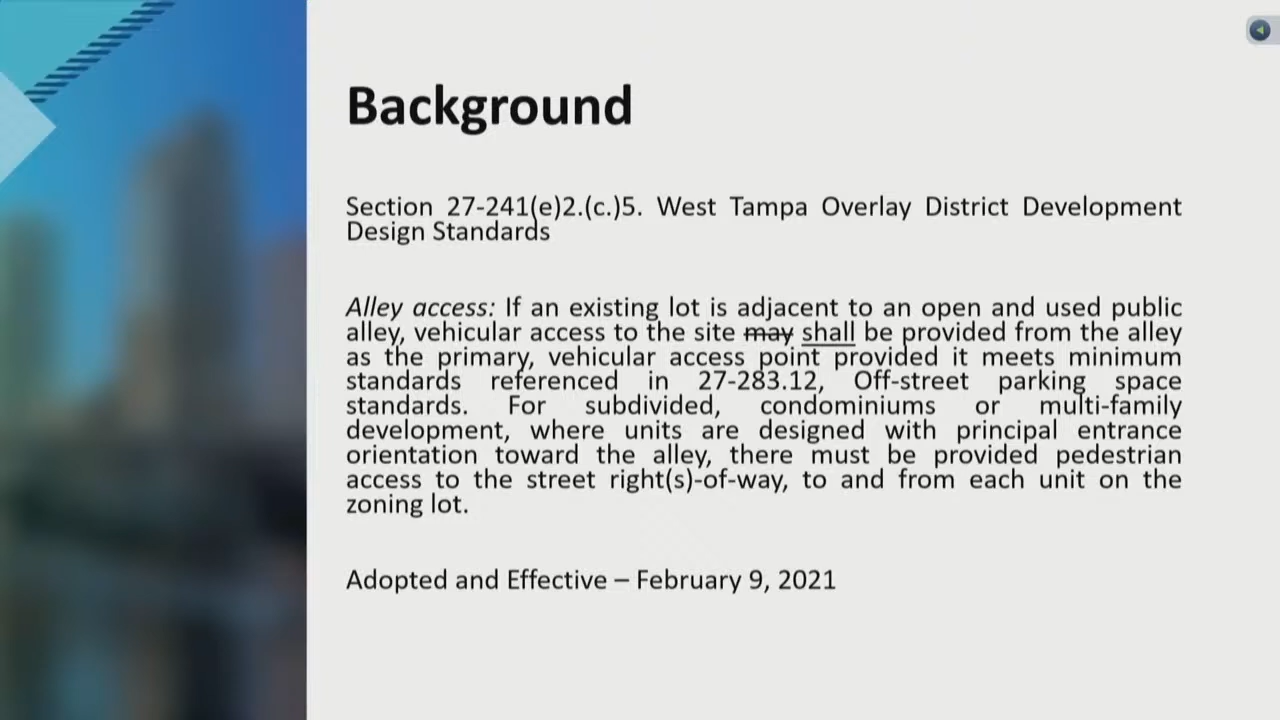 Background
Section 27-241(e)2.(c.)5. West Tampa Overlay District Development
Design Standards
Alley access: If an existing lot is adjacent to an open and used public
alley, vehicular access to the site may shall be provided from the alley
as the primary, vehicular access point provided it meets minimum
standards referenced in 27-283.12, Off-street parking space
standards. For subdivided, condominiums or multi-family
development, where units are designed with principal entrance
orientation toward the alley, there must be provided pedestrian
access to the street right(s)-of-way, to and from each unit on the
zoning lot.
Adopted and Effective – February 9, 2021